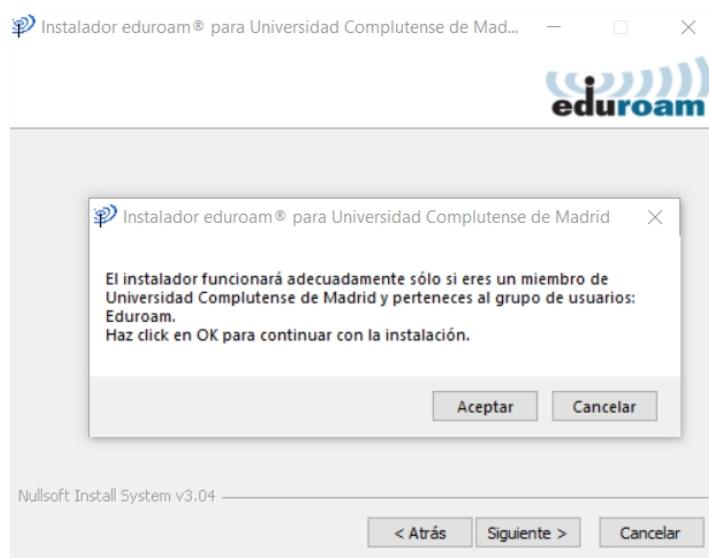 Instalador eduroam® para Universidad Complutense de Mad...
eduroam
Instalador eduroam® para Universidad Complutense de Madrid
El instalador funcionará adecuadamente sólo si eres un miembro de
Universidad Complutense de Madrid y perteneces al grupo de usuarios:
Eduroam.
Haz click en OK para continuar con la instalación.
Aceptar Cancelar
Nullsoft Install System v3.04
< Atrás Siguiente > Cancelar